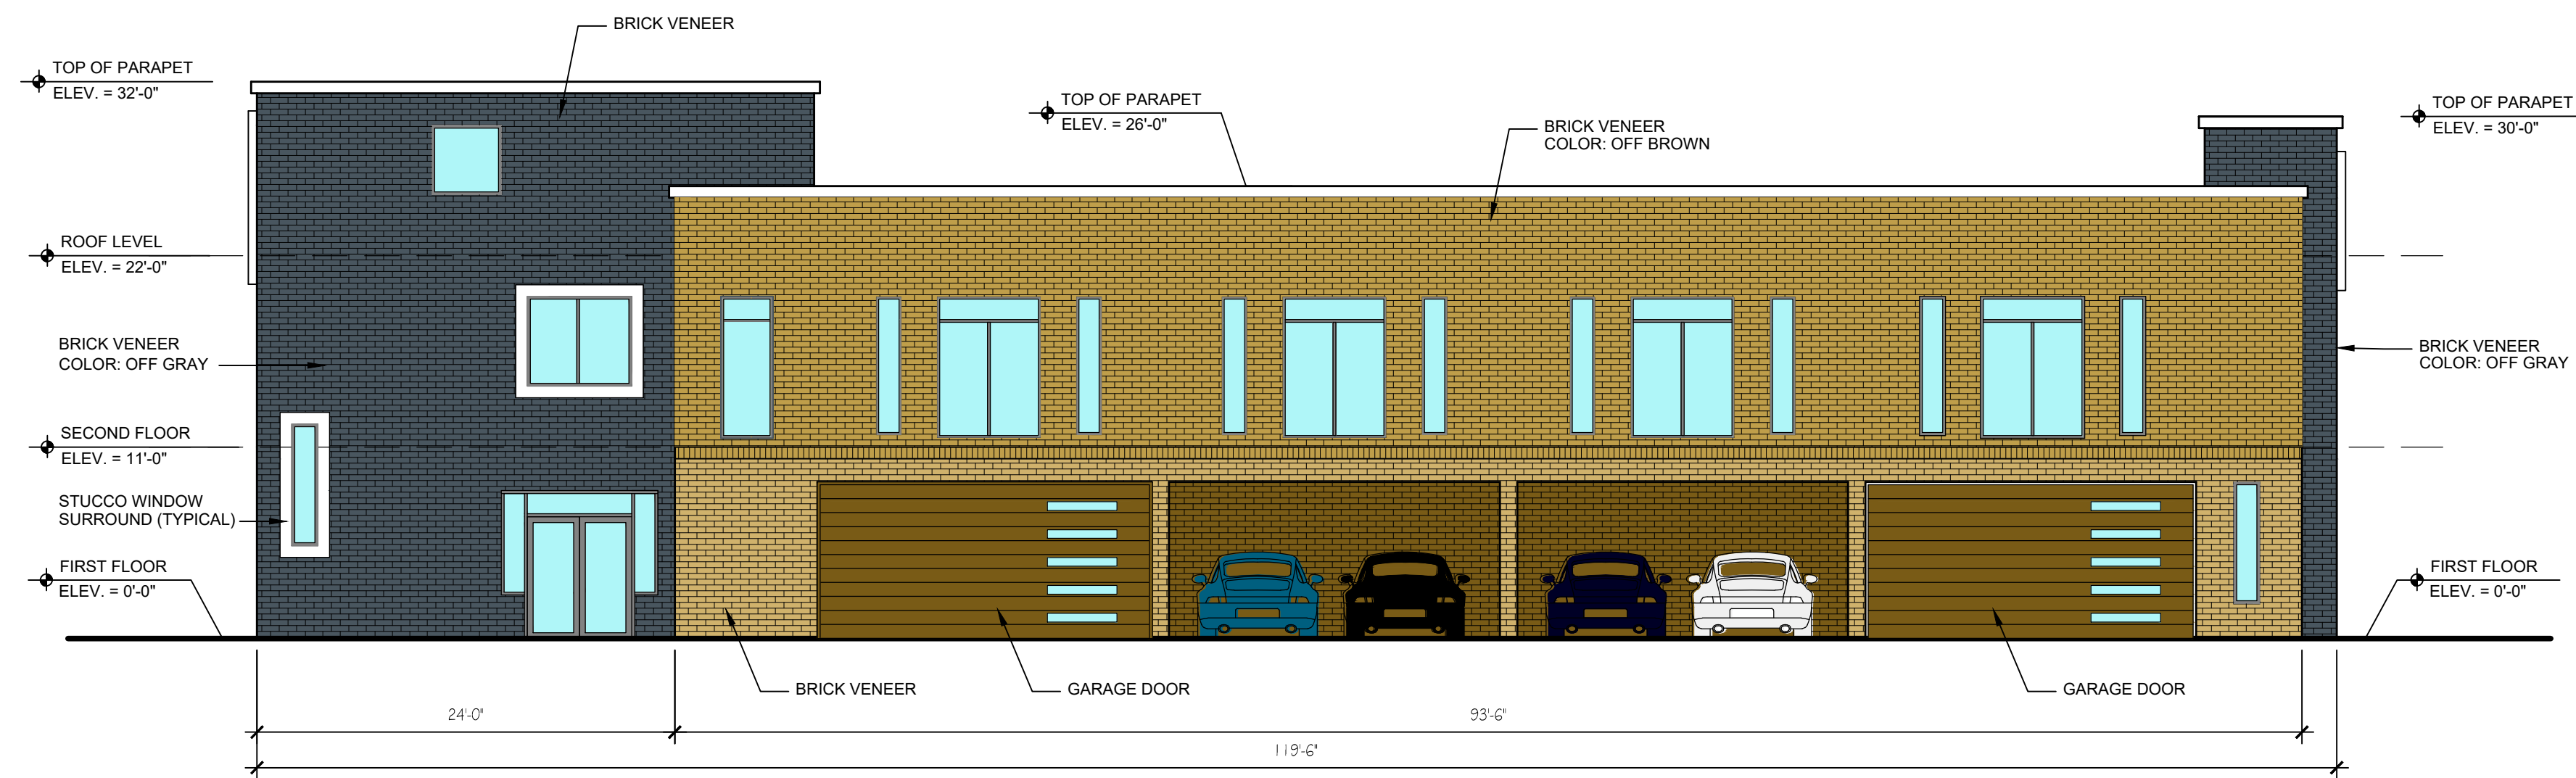 BRICK VENEER
TOP OF PARAPET
ELEV. = 32'-0"
TOP OF PARAPET
ELEV. = 26'-0"
BRICK VENEER
COLOR: OFF BROWN
TOP OF PARAPET
ELEV. = 30'-0"
ROOF LEVEL
ELEV. = 22'-0"
BRICK VENEER
COLOR: OFF GRAY
BRICK VENEER
COLOR: OFF GRAY
SECOND FLOOR
ELEV. = 11'-0"
STUCCO WINDOW
SURROUND (TYPICAL)
FIRST FLOOR
ELEV. = 0'-0"
FIRST FLOOR
ELEV. = 0'-0"
BRICK VENEER
GARAGE DOOR
GARAGE DOOR
24'-0"
93'-6"
119'-6"